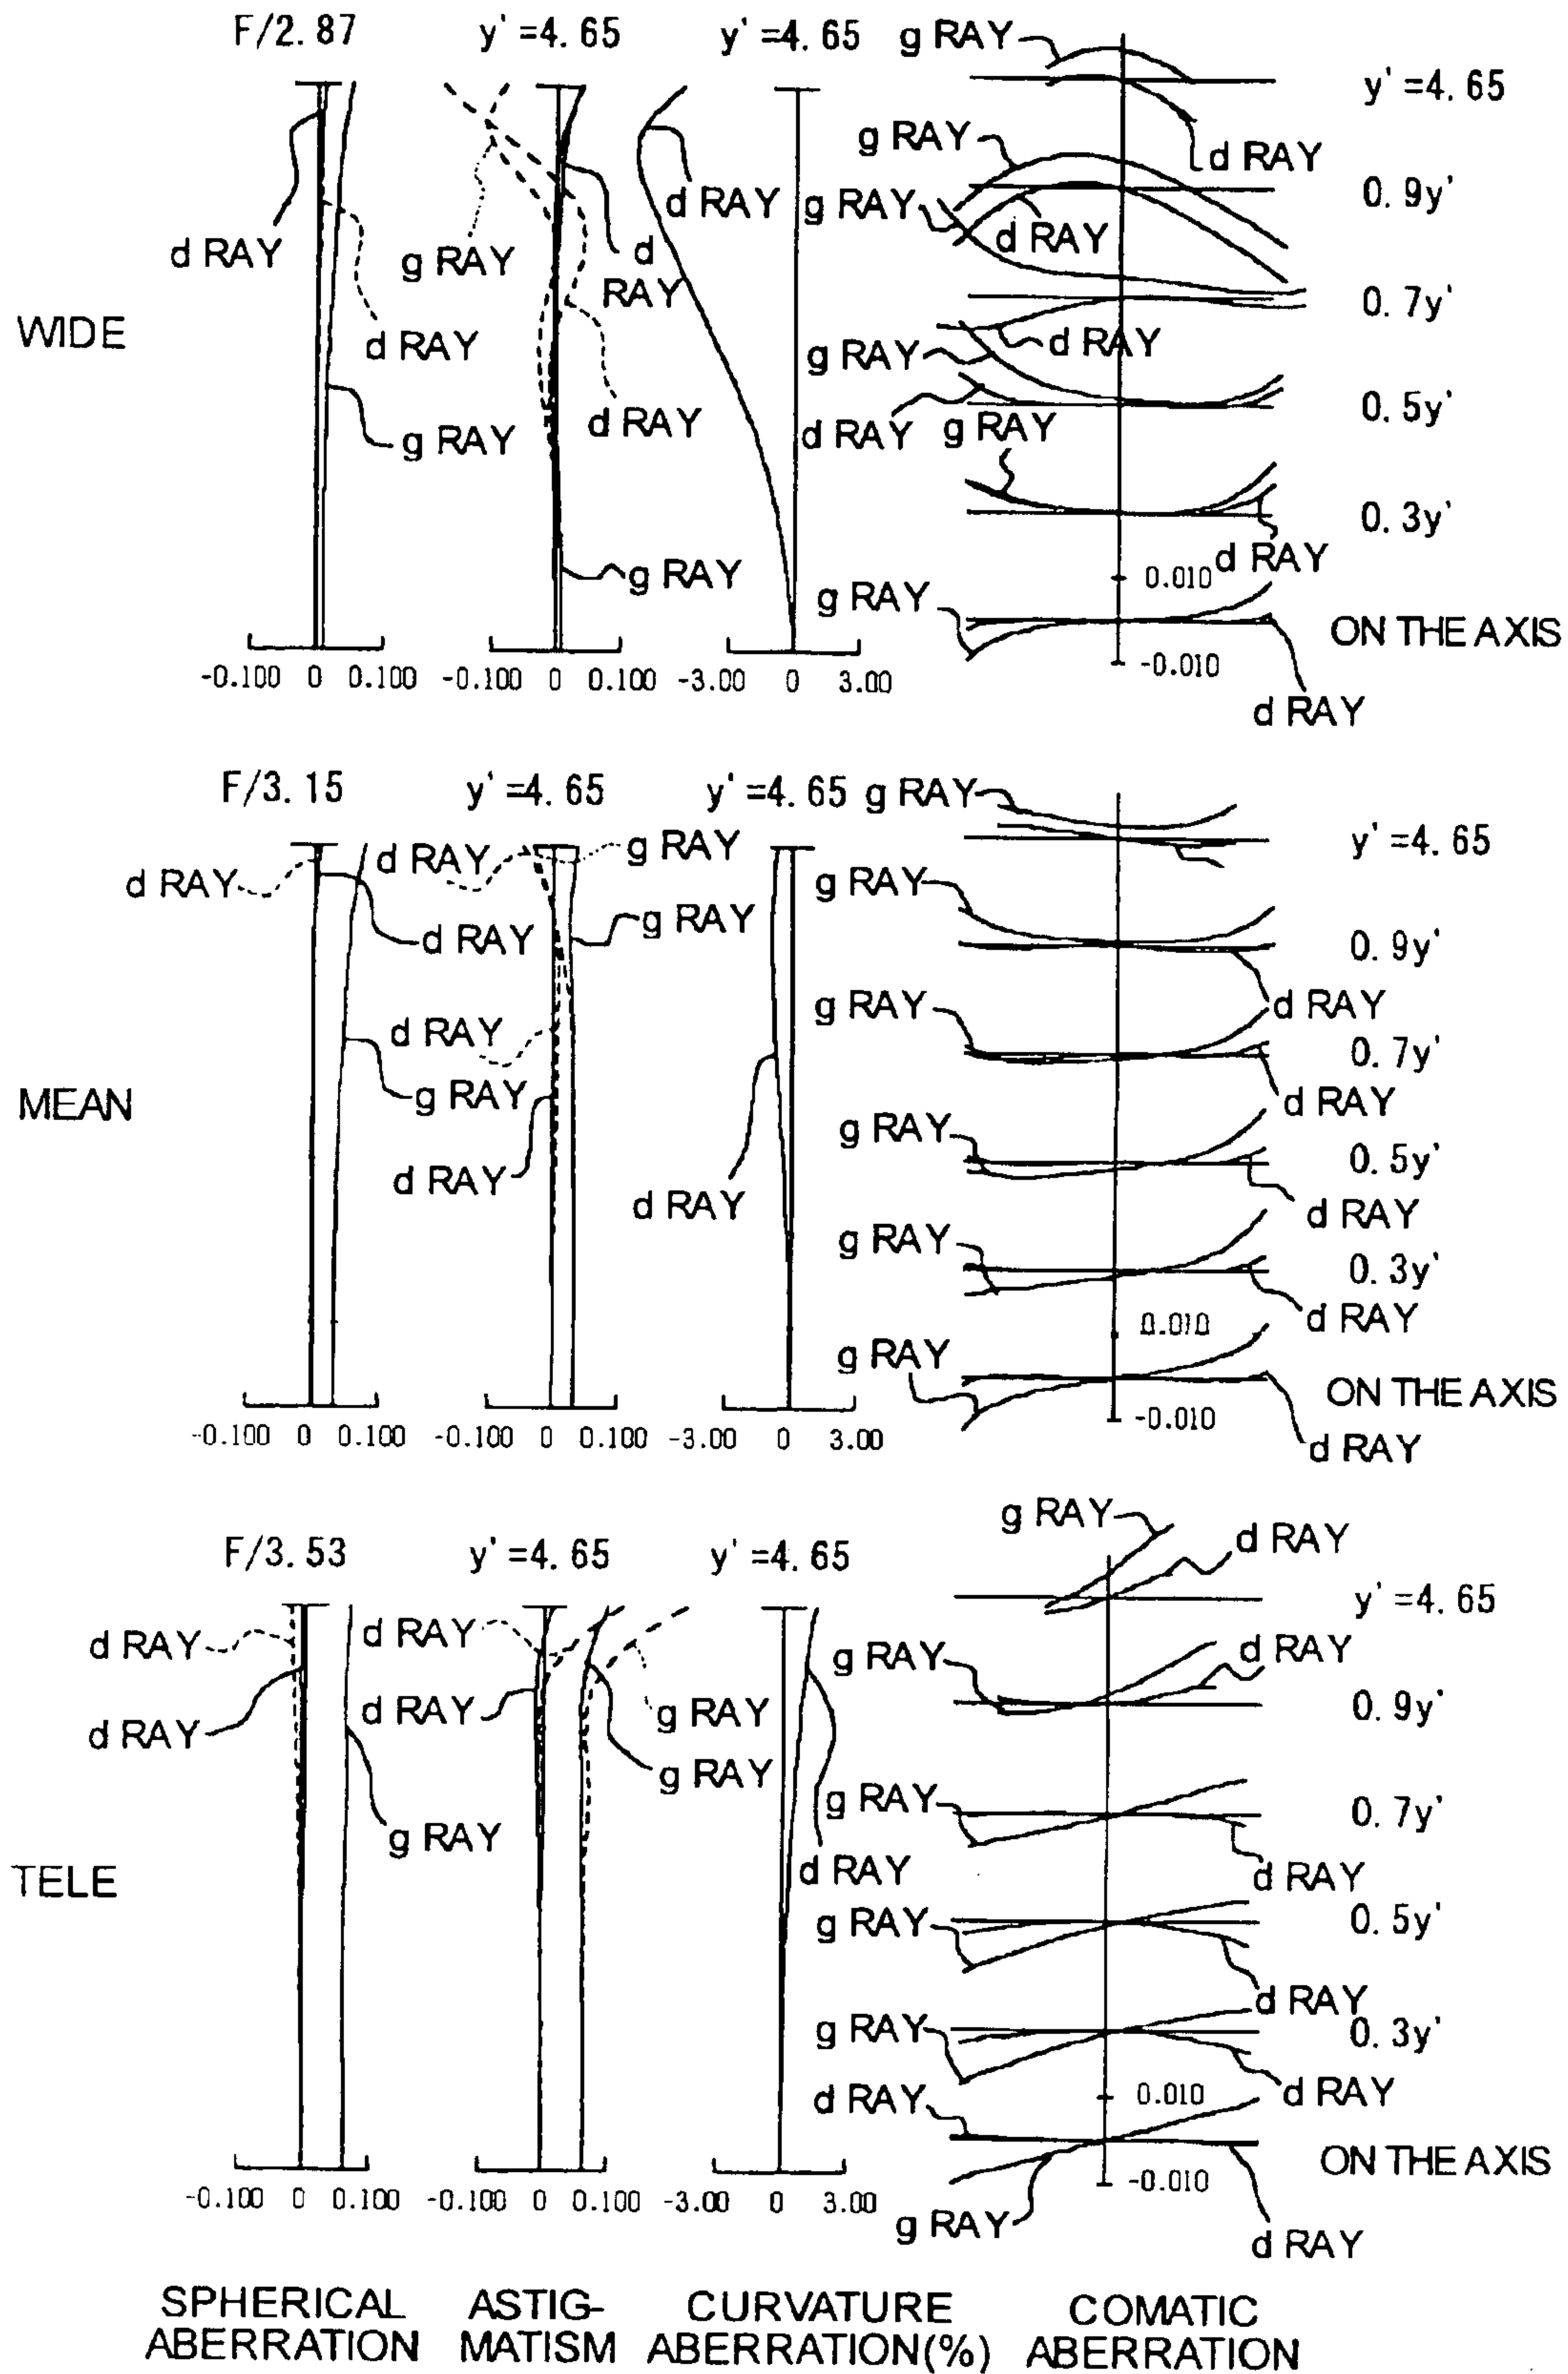 F/2.87 y'=4.65 y'=4.65 g RAY
y'=4.65
g RAY d RAY
d RAY g RAY 0.9y'
d RAY g RAY d d RAY
RAY
0.7y'
WIDE d RAY g RAY d RAY
d RAY d RAY g RAY 0.5y'
g RAY
0.3y'
d RAY
g RAY 0.010
g RAY
ON THE AXIS
-0.010
-0.100 0 0.100 -0.100 0 0.100 -3.00 0 3.00
d RAY
F/3.15 y'=4.65 y'=4.65 g RAY
y'=4.65
d RAY g RAY
d RAY g RAY
d RAY g RAY
0.9y'
d RAY
g RAY
d RAY 0.7y'
g RAY d RAY
MEAN
g RAY
d RAY 0.5y'
d RAY d RAY
g RAY
0.3y'
d RAY
0.010
g RAY
ON THE AXIS
-0.010
-0.100 0 0.100 -0.100 0 0.100 -3.00 0 3.00
d RAY
g RAY
d RAY
F/3.53 y'=4.65 y'=4.65
y'=4.65
d RAY d RAY
g RAY d RAY
d RAY d RAY g RAY 0.9y'
g RAY
g RAY 0.7y'
g RAY
d RAY d RAY
TELE
g RAY 0.5y'
d RAY
g RAY 0.3y'
d RAY 0.010 d RAY
ON THE AXIS
-0.010
-0.100 0 0.100 -0.100 0 0.100 -3.00 0 3.00
g RAY
d RAY
SPHERICAL ASTIG- CURVATURE COMATIC
ABERRATION MATISM ABERRATION(%) ABERRATION